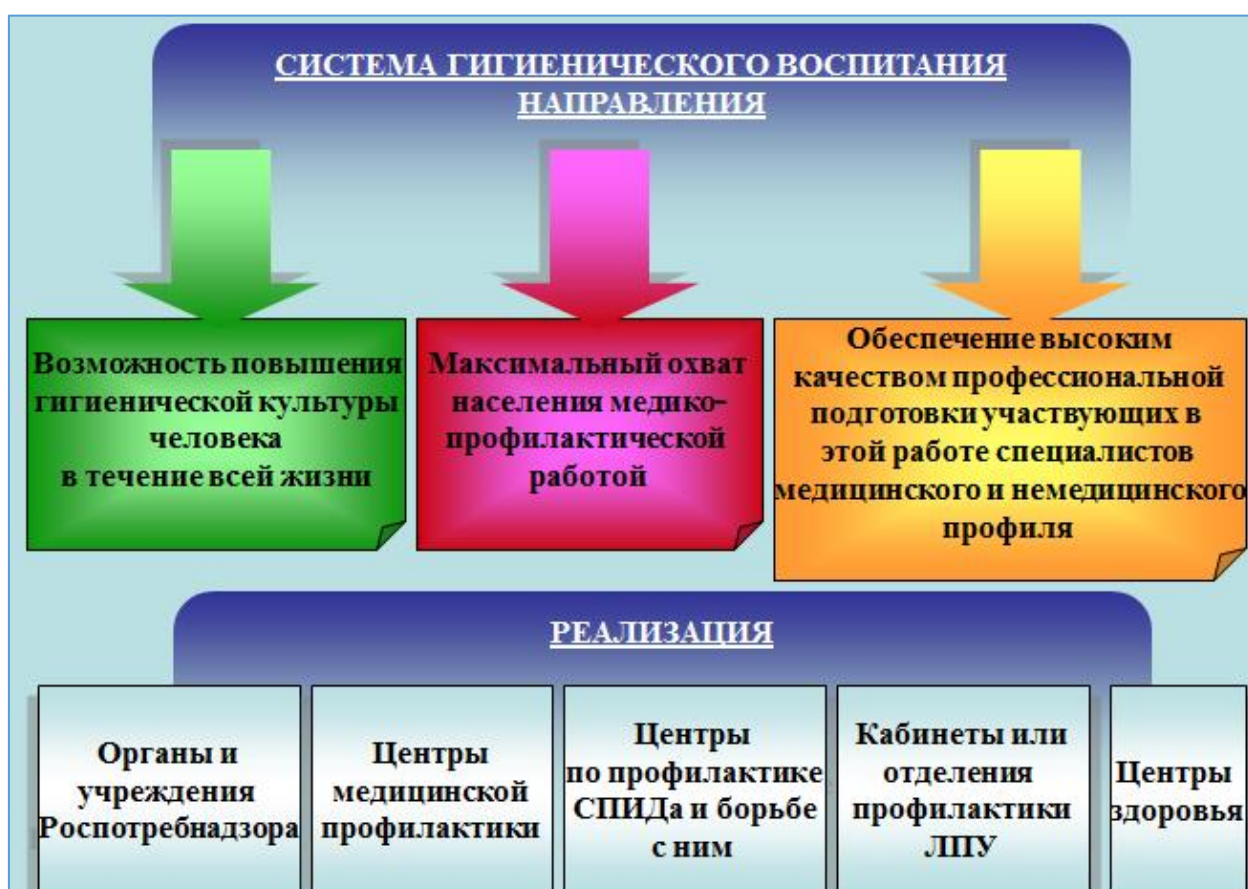 СИСТЕМА ГИГИЕНИЧЕСКОГО ВОСПИТАНИЯ
НАПРАВЛЕНИЯ
Возможность повышения
гигиенической культуры
человека
в течение всей жизни
Максимальный охват
населения медико-
профилактической
работой
Обеспечение высоким
качеством профессиональной
подготовки участвующих в
этой работе специалистов
медицинского и немедицинского
профиля
РЕАЛИЗАЦИЯ
Органы и
учреждения
Роспотребнадзора
Центры
медицинской
профилактики
Центры
по профилактике
СПИДа и борьбе
с ним
Кабинеты или
отделения
профилактики
ЛПУ
Центры
здоровья